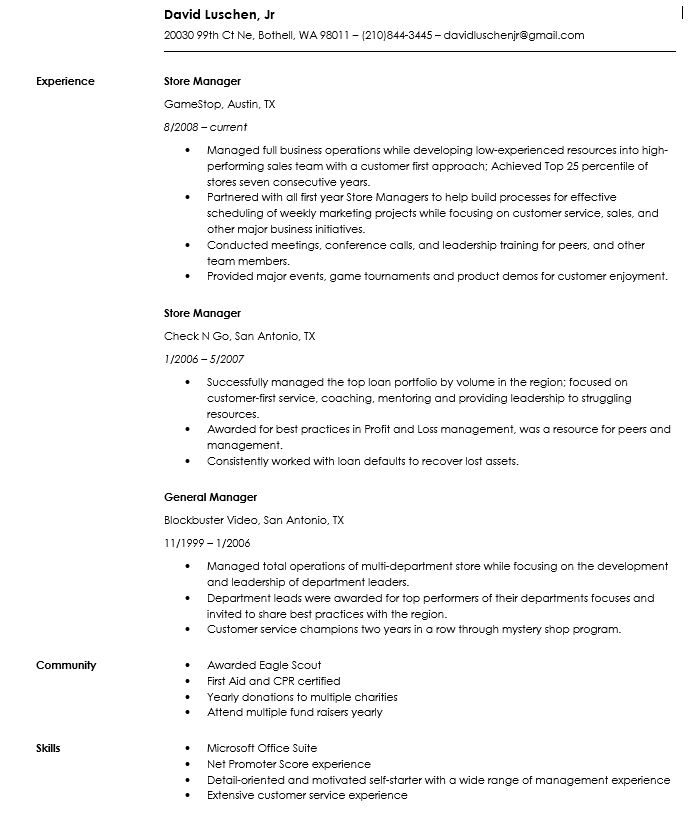 David Luschen, Jr
20030 99th Ct Ne, Bothell, WA 98011 – (210)844-3445 – davidluschenjr@gmail.com
Experience
Store Manager
GameStop, Austin, TX
8/2008 – current
• Managed full business operations while developing low-experienced resources into high-
performing sales team with a customer first approach; Achieved Top 25 percentile of
stores seven consecutive years.
• Partnered with all first year Store Managers to help build processes for effective
scheduling of weekly marketing projects while focusing on customer service, sales, and
other major business initiatives.
• Conducted meetings, conference calls, and leadership training for peers, and other
team members.
• Provided major events, game tournaments and product demos for customer enjoyment.
Store Manager
Check N Go, San Antonio, TX
1/2006 – 5/2007
• Successfully managed the top loan portfolio by volume in the region; focused on
customer-first service, coaching, mentoring and providing leadership to struggling
resources.
• Awarded for best practices in Profit and Loss management, was a resource for peers and
management.
• Consistently worked with loan defaults to recover lost assets.
General Manager
Blockbuster Video, San Antonio, TX
11/1999 – 1/2006
• Managed total operations of multi-department store while focusing on the development
and leadership of department leaders.
• Department leads were awarded for top performers of their departments focuses and
invited to share best practices with the region.
• Customer service champions two years in a row through mystery shop program.
Community
• Awarded Eagle Scout
• First Aid and CPR certified
• Yearly donations to multiple charities
• Attend multiple fund raisers yearly
Skills
• Microsoft Office Suite
• Net Promoter Score experience
• Detail-oriented and motivated self-starter with a wide range of management experience
• Extensive customer service experience